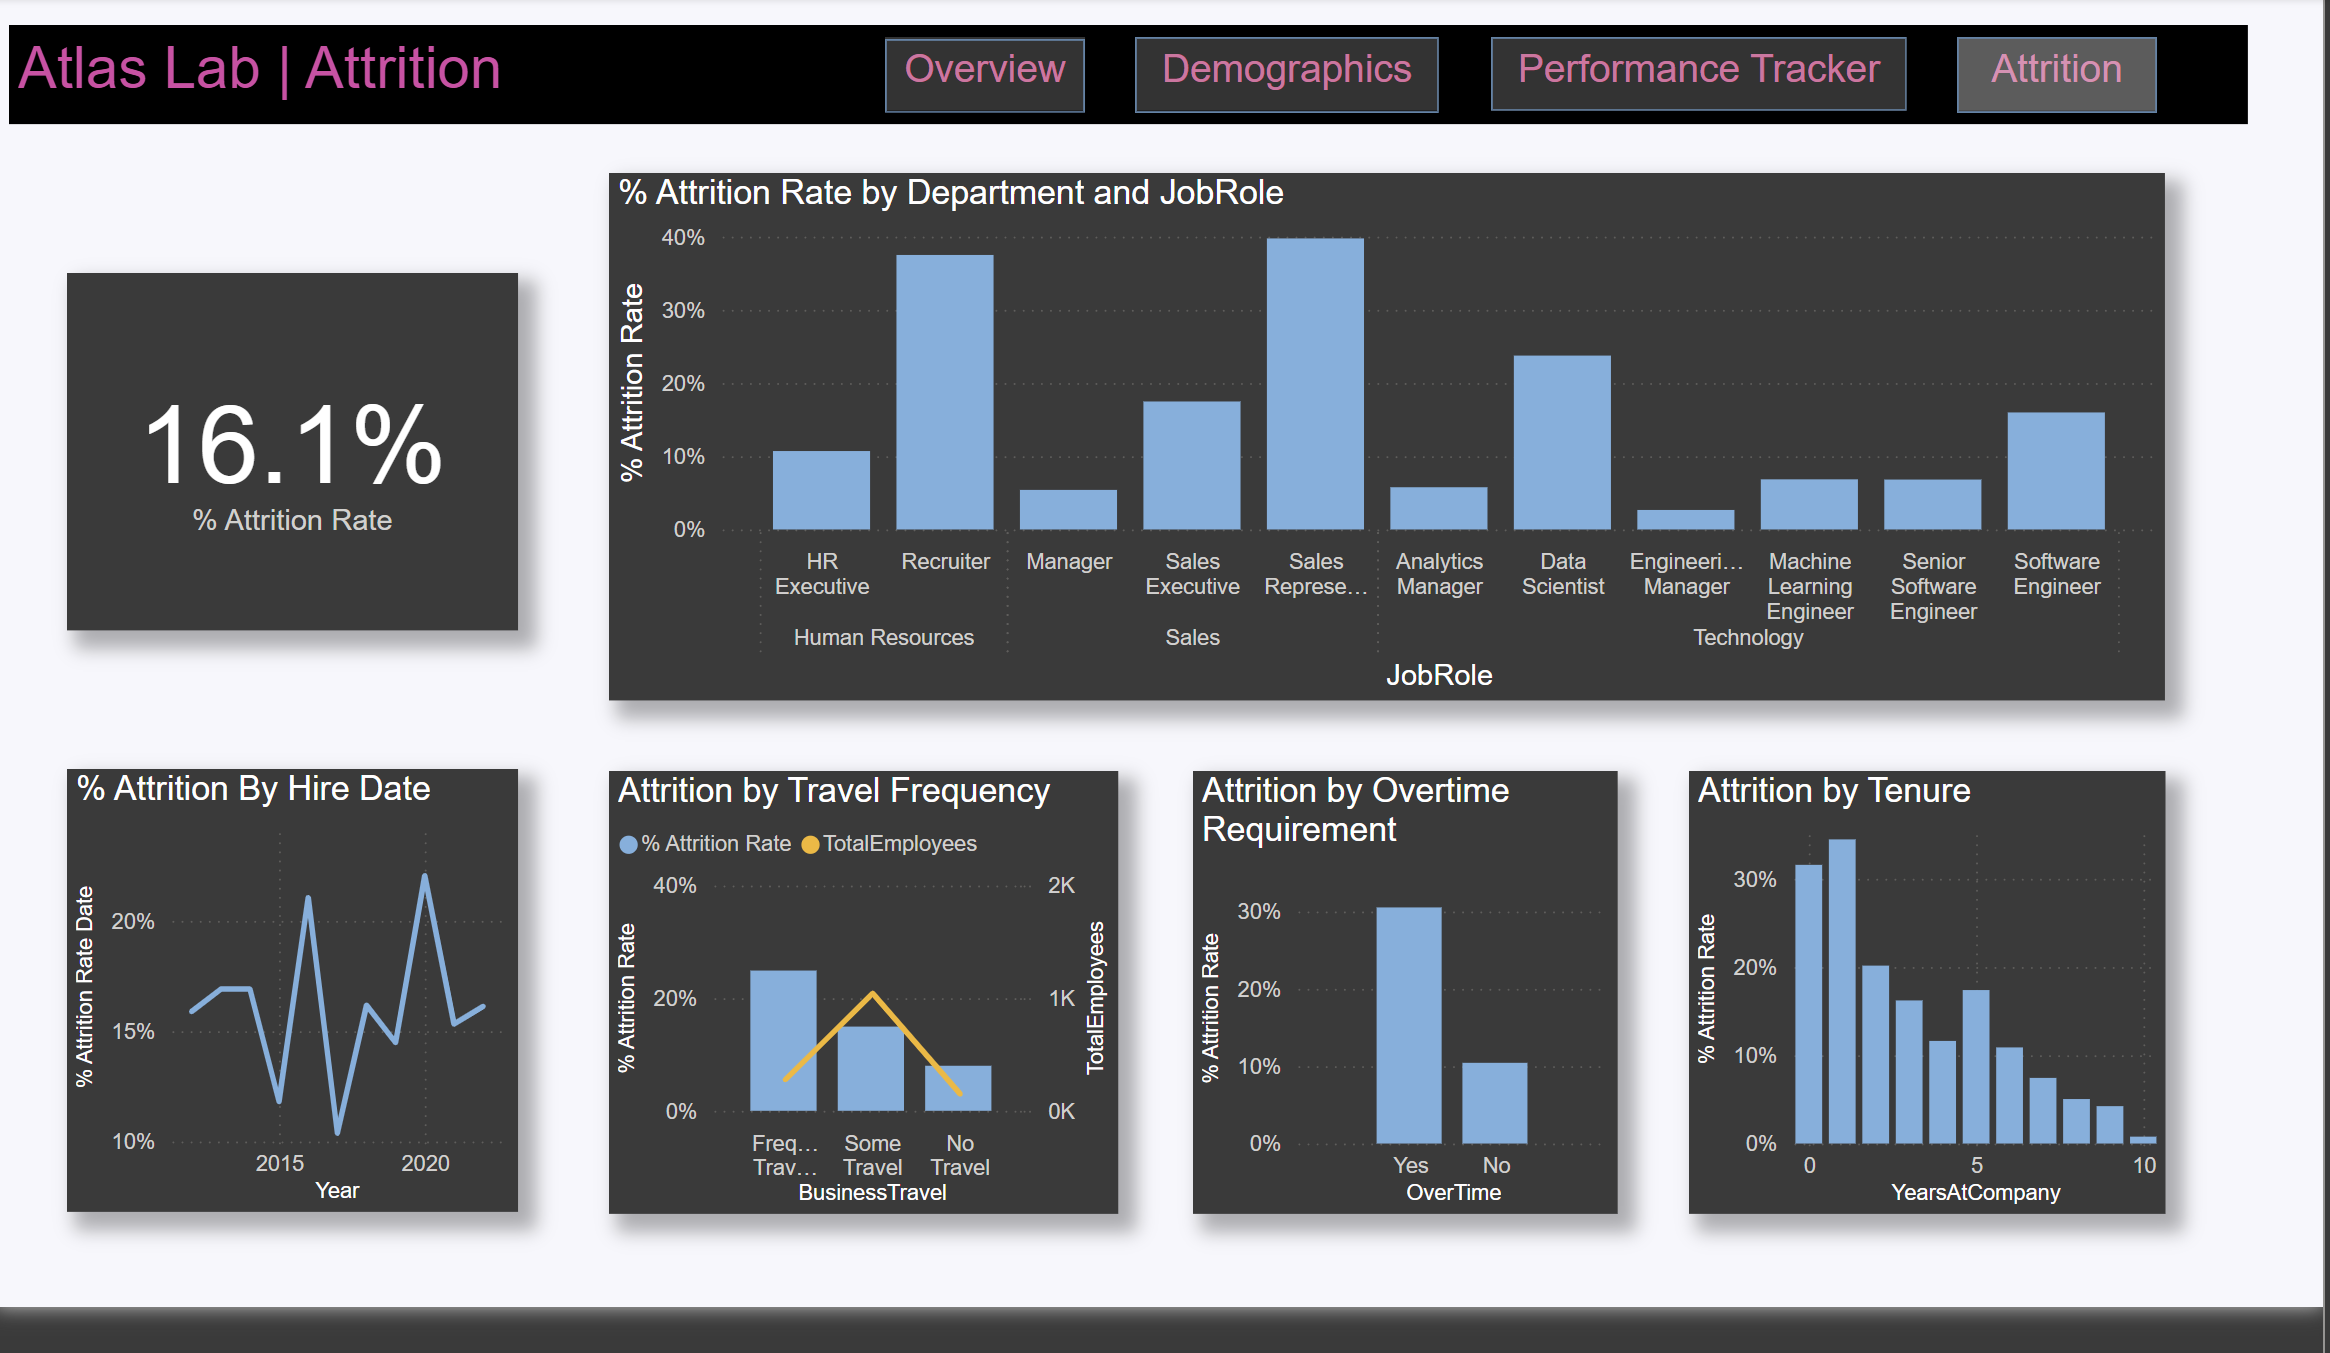 Atlas Lab | Attrition
Overview
Demographics
Performance Tracker
Attrition
16.1%
% Attrition Rate
% Attrition Rate by Department and JobRole
% Attrition Rate
40%
30%
20%
10%
0%
HR Executive
Recruiter
Manager
Sales Executive
Sales Represe…
Analytics Manager
Data Scientist
Engineeri… Manager
Machine Learning Engineer
Senior Software Engineer
Software Engineer
Human Resources
Sales
Technology
JobRole
% Attrition By Hire Date
% Attrition Rate Date
20%
15%
10%
2015
2020
Year
Attrition by Travel Frequency
% Attrition Rate
TotalEmployees
% Attrition Rate
40%
20%
0%
2K
1K
0K
TotalEmployees
Freq… Trav…
Some Travel
No Travel
BusinessTravel
Attrition by Overtime
Requirement
% Attrition Rate
30%
20%
10%
0%
Yes
No
OverTime
Attrition by Tenure
% Attrition Rate
30%
20%
10%
0%
0
5
10
YearsAtCompany